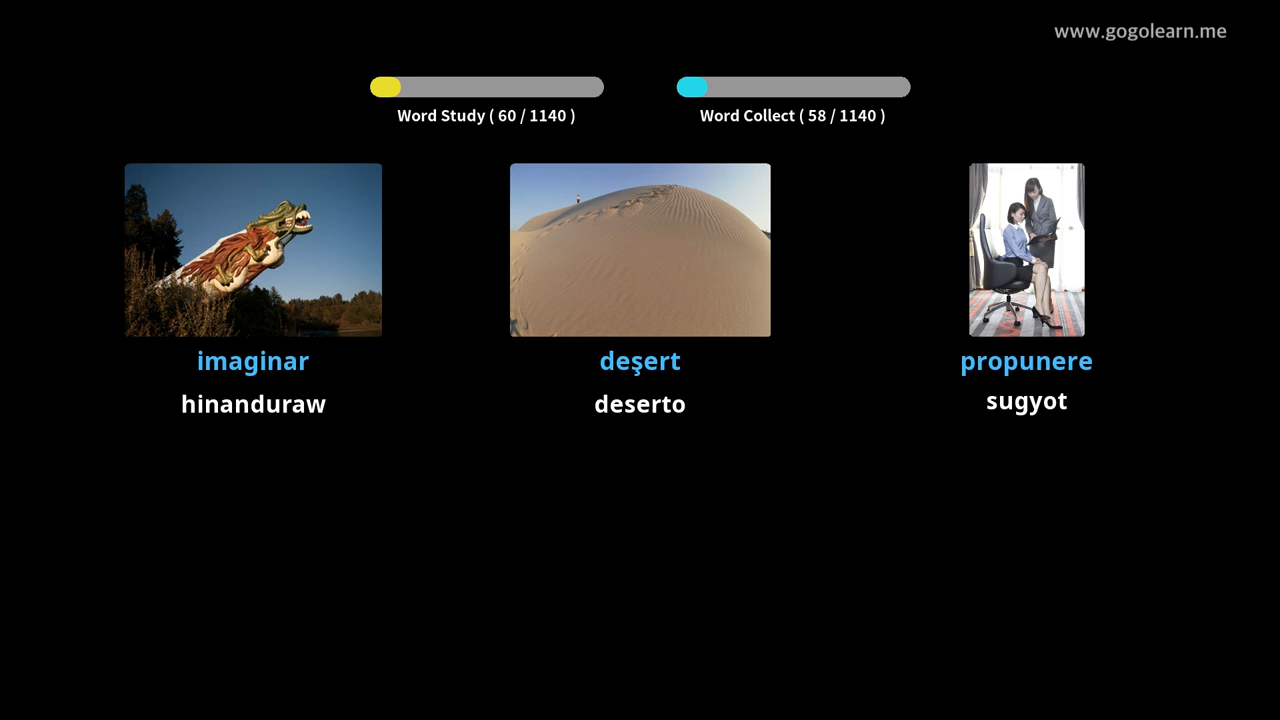 www.gogolearn.me
Word Study ( 60 / 1140 )
Word Collect ( 58 / 1140 )
imaginar
hinanduraw
deşert
deserto
propunere
sugyot